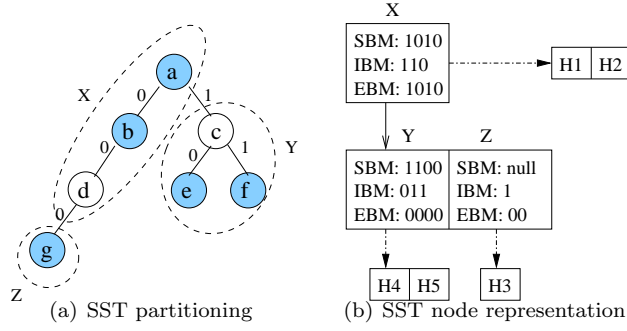 a
X
0
1
b
c
0
0
1
Y
d
e
f
0
g
Z
(a) SST partitioning
X
SBM: 1010
IBM: 110
EBM: 1010
H1 H2
Y
Z
SBM: 1100
IBM: 011
EBM: 0000
SBM: null
IBM: 1
EBM: 00
H4 H5
H3
(b) SST node representation